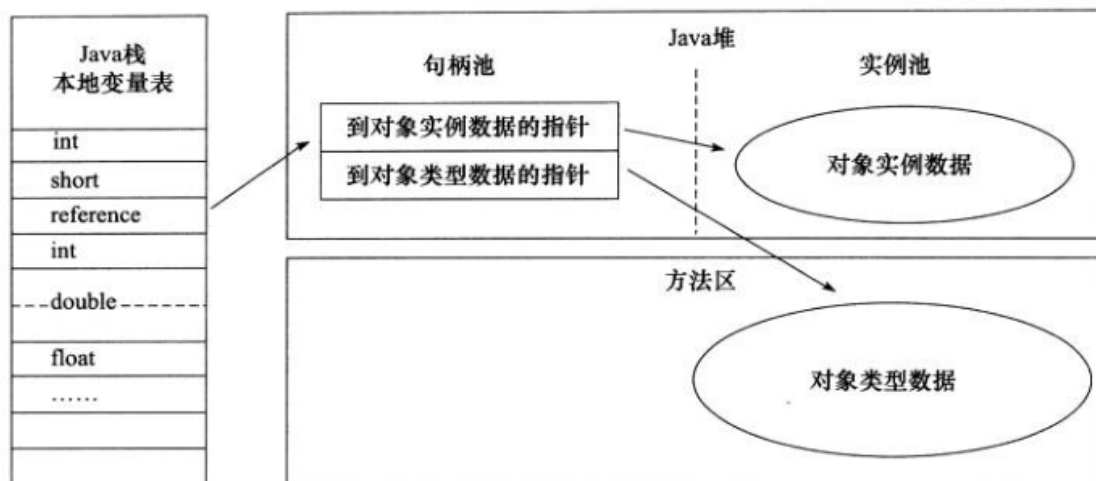 Java栈
本地变量表
int
short
reference
int
double
float
……
Java堆
句柄池
实例池
到对象实例数据的指针
到对象类型数据的指针
对象实例数据
方法区
对象类型数据